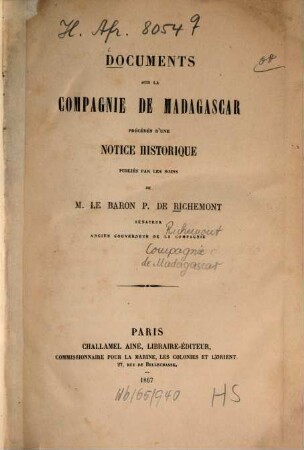 H. Afr. 8054 q
DOCUMENTS
SUR LA
COMPAGNIE DE MADAGASCAR
PRÉCÉDÉS D'UNE
NOTICE HISTORIQUE
PUBLIÉS PAR LES SOINS
DE
M. LE BARON P. DE RICHEMONT
SÉNATEUR
ANCIEN GOUVERNEUR DE LA COMPAGNIE
Richemont
Compagnie
de Madagascar
PARIS
CHALLAMEL AINÉ, LIBRAIRE-ÉDITEUR,
COMMISSIONNAIRE POUR LA MARINE, LES COLONIES ET L'ORIENT
27, RUE DE BELLECHASSE,
1867
HS